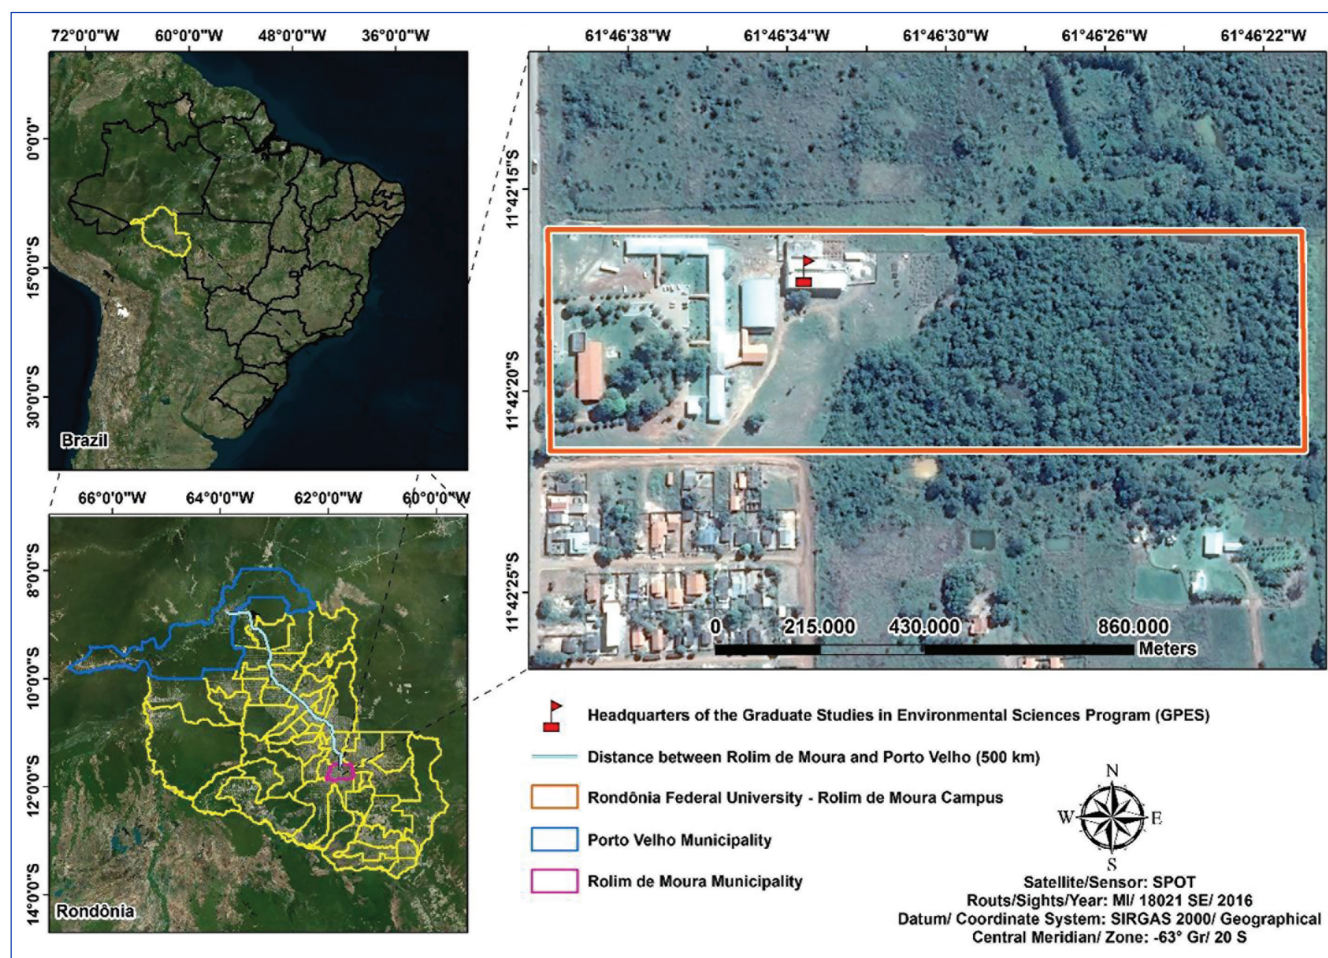 72°0'0"W 60°0'0"W 48°0'0"W 36°0'0"W
0°0'0"
15°0'0"S
30°0'0"S
Brazil
61°46'38"W 61°46'34"W 61°46'30"W 61°46'26"W 61°46'22"W
11°42'15"S
11°42'20"S
11°42'25"S
0 215.000 430.000 860.000
Meters
66°0'0"W 64°0'0"W 62°0'0"W 60°0'0"W
8°0'0"S
10°0'0"S
12°0'0"S
14°0'0"S
Rondônia
Headquarters of the Graduate Studies in Environmental Sciences Program (GPES)
Distance between Rolim de Moura and Porto Velho (500 km)
Rondônia Federal University - Rolim de Moura Campus
Porto Velho Municipality
Rolim de Moura Municipality
N
W E
S
Satellite/Sensor: SPOT
Routs/Sights/Year: MI/ 18021 SE/ 2016
Datum/ Coordinate System: SIRGAS 2000/ Geographical
Central Meridian/ Zone: -63° Gr/ 20 S